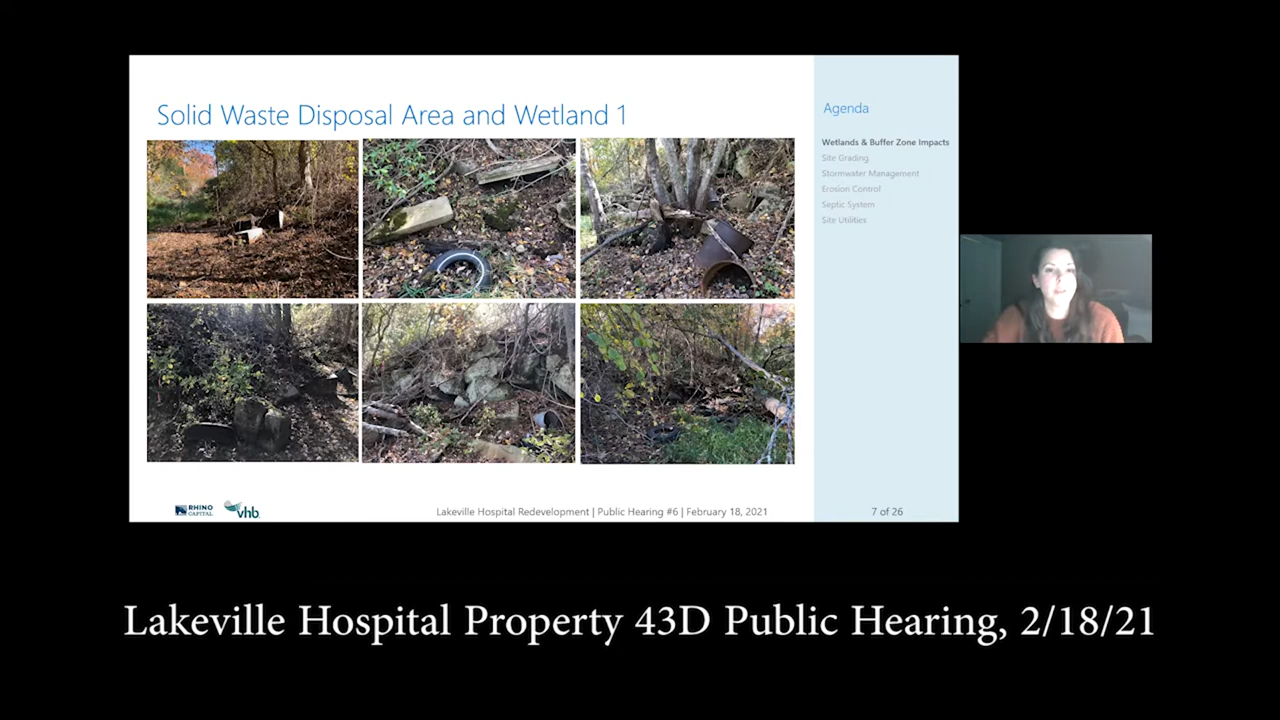 Solid Waste Disposal Area and Wetland 1
Agenda
Wetlands & Buffer Zone Impacts
Site Grading
Stormwater Management
Erosion Control
Septic System
Site Utilities
RHINO
CAPITAL
vhb
Lakeville Hospital Redevelopment | Public Hearing #6 | February 18, 2021
7 of 26
Lakeville Hospital Property 43D Public Hearing, 2/18/21